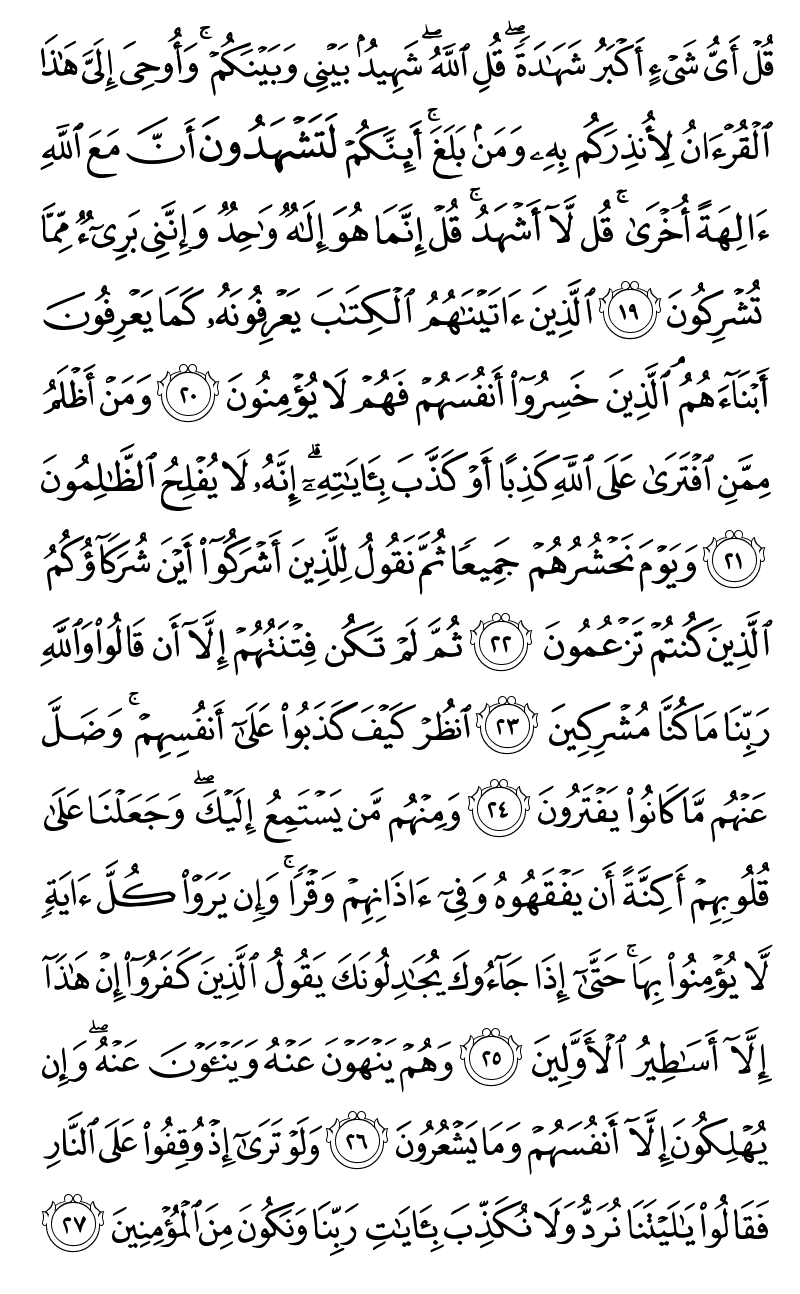 قُلۡ أَيُّ شَيۡءٍ أَكۡبَرُ شَهَٰدَةٗۖ قُلِ ٱللَّهُۖ شَهِيدُۢ بَيۡنِي وَبَيۡنَكُمۡۚ وَأُوحِيَ إِلَيَّ هَٰذَا
ٱلۡقُرۡءَانُ لِأُنذِرَكُم بِهِۦ وَمَنۢ بَلَغَۚ أَئِنَّكُمۡ لَتَشۡهَدُونَ أَنَّ مَعَ ٱللَّهِ
ءَالِهَةً أُخۡرَىٰۚ قُل لَّآ أَشۡهَدُۚ قُلۡ إِنَّمَا هُوَ إِلَٰهٞ وَٰحِدٞ وَإِنَّنِي بَرِيٓءٞ مِّمَّا
تُشۡرِكُونَ ١٩ ٱلَّذِينَ ءَاتَيۡنَٰهُمُ ٱلۡكِتَٰبَ يَعۡرِفُونَهُۥ كَمَا يَعۡرِفُونَ
أَبۡنَآءَهُمُۘ ٱلَّذِينَ خَسِرُوٓاْ أَنفُسَهُمۡ فَهُمۡ لَا يُؤۡمِنُونَ ٢٠ وَمَنۡ أَظۡلَمُ
مِمَّنِ ٱفۡتَرَىٰ عَلَى ٱللَّهِ كَذِبًا أَوۡ كَذَّبَ بِـَٔايَٰتِهِۦٓۗ إِنَّهُۥ لَا يُفۡلِحُ ٱلظَّٰلِمُونَ
٢١ وَيَوۡمَ نَحۡشُرُهُمۡ جَمِيعٗا ثُمَّ نَقُولُ لِلَّذِينَ أَشۡرَكُوٓاْ أَيۡنَ شُرَكَآؤُكُمُ
ٱلَّذِينَ كُنتُمۡ تَزۡعُمُونَ ٢٢ ثُمَّ لَمۡ تَكُن فِتۡنَتُهُمۡ إِلَّآ أَن قَالُواْ وَٱللَّهِ
رَبِّنَا مَا كُنَّا مُشۡرِكِينَ ٢٣ ٱنظُرۡ كَيۡفَ كَذَبُواْ عَلَىٰٓ أَنفُسِهِمۡۚ وَضَلَّ
عَنۡهُم مَّا كَانُواْ يَفۡتَرُونَ ٢٤ وَمِنۡهُم مَّن يَسۡتَمِعُ إِلَيۡكَۖ وَجَعَلۡنَا عَلَىٰ
قُلُوبِهِمۡ أَكِنَّةً أَن يَفۡقَهُوهُ وَفِيٓ ءَاذَانِهِمۡ وَقۡرٗاۚ وَإِن يَرَوۡاْ كُلَّ ءَايَةٖ
لَّا يُؤۡمِنُواْ بِهَاۚ حَتَّىٰٓ إِذَا جَآءُوكَ يُجَٰدِلُونَكَ يَقُولُ ٱلَّذِينَ كَفَرُوٓاْ إِنۡ هَٰذَآ
إِلَّآ أَسَٰطِيرُ ٱلۡأَوَّلِينَ ٢٥ وَهُمۡ يَنۡهَوۡنَ عَنۡهُ وَيَنۡـَٔوۡنَ عَنۡهُۖ وَإِن
يُهۡلِكُونَ إِلَّآ أَنفُسَهُمۡ وَمَا يَشۡعُرُونَ ٢٦ وَلَوۡ تَرَىٰٓ إِذۡ وُقِفُواْ عَلَى ٱلنَّارِ
فَقَالُواْ يَٰلَيۡتَنَا نُرَدُّ وَلَا نُكَذِّبَ بِـَٔايَٰتِ رَبِّنَا وَنَكُونَ مِنَ ٱلۡمُؤۡمِنِينَ ٢٧